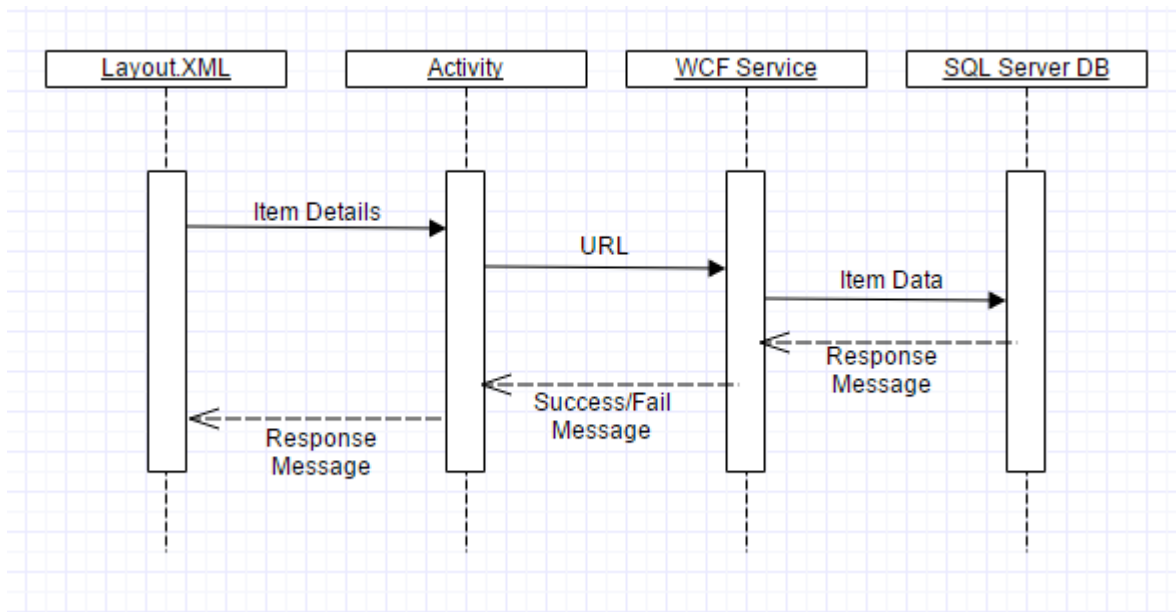 Layout.XML
Activity
WCF Service
SQL Server DB
Item Details
URL
Item Data
Response
Message
Success/Fail
Message
Response
Message